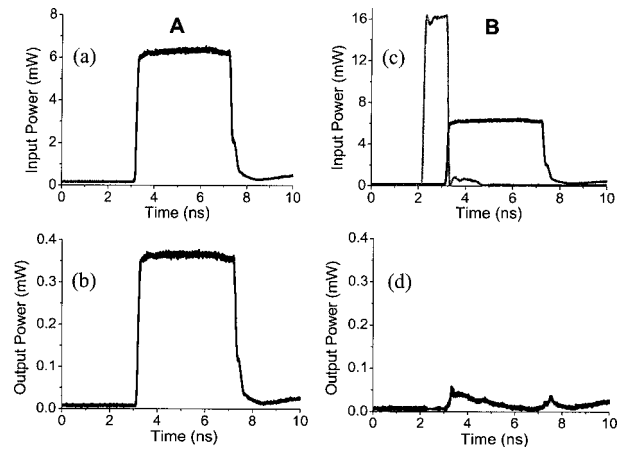 A
(a)
Input Power (mW)
8
6
4
2
0
0 2 4 6 8 10
Time (ns)
B
(c)
Input Power (mW)
16
12
8
4
0
0 2 4 6 8 10
Time (ns)
(b)
Output Power (mW)
0.4
0.3
0.2
0.1
0.0
0 2 4 6 8 10
Time (ns)
(d)
Output Power (mW)
0.4
0.3
0.2
0.1
0.0
0 2 4 6 8 10
Time (ns)